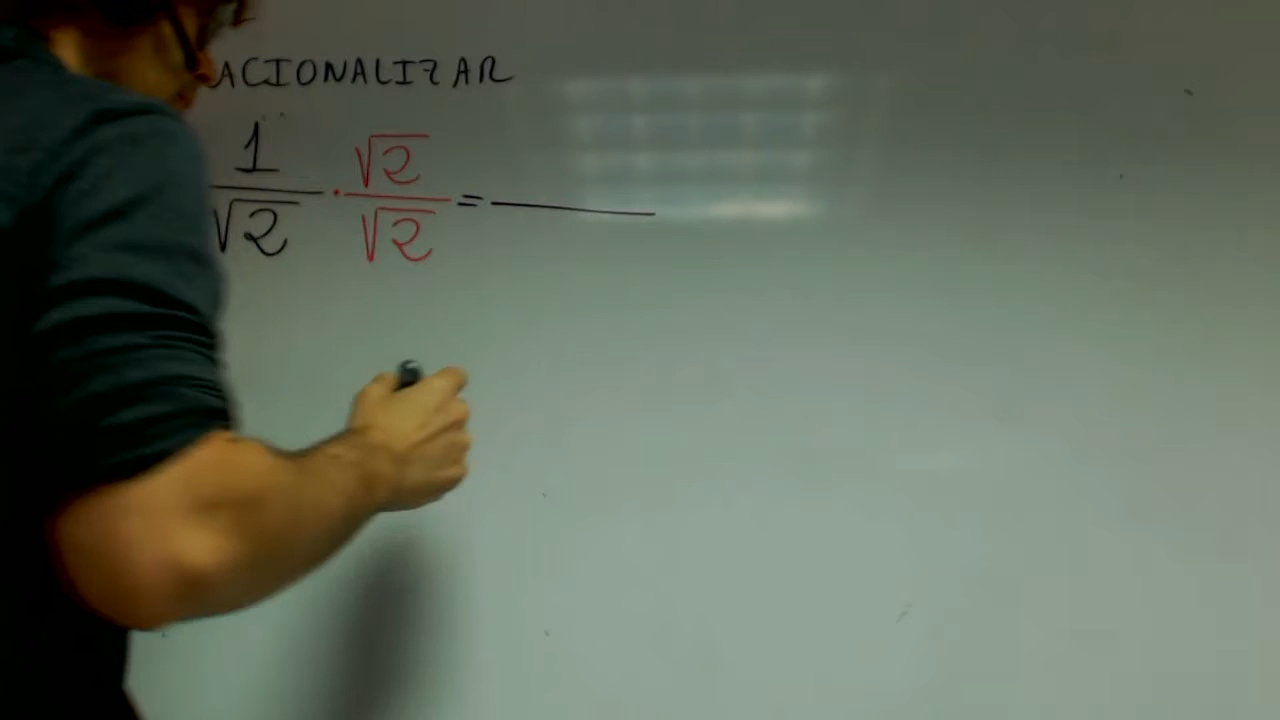 ACIONALIZAR
1/√2 · √2/√2 =